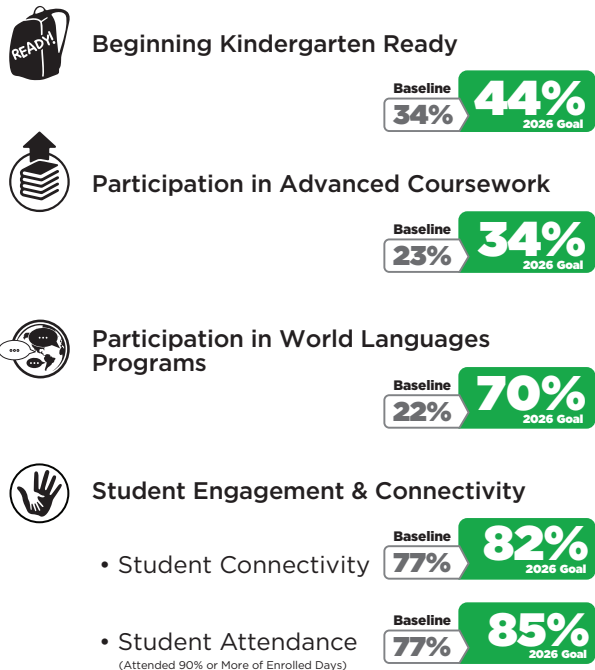 READY!
Beginning Kindergarten Ready
Baseline
34%
44%
2026 Goal
Participation in Advanced Coursework
Baseline
23%
34%
2026 Goal
Participation in World Languages
Programs
Baseline
22%
70%
2026 Goal
Student Engagement & Connectivity
• Student Connectivity
Baseline
77%
82%
2026 Goal
• Student Attendance
(Attended 90% or More of Enrolled Days)
Baseline
77%
85%
2026 Goal